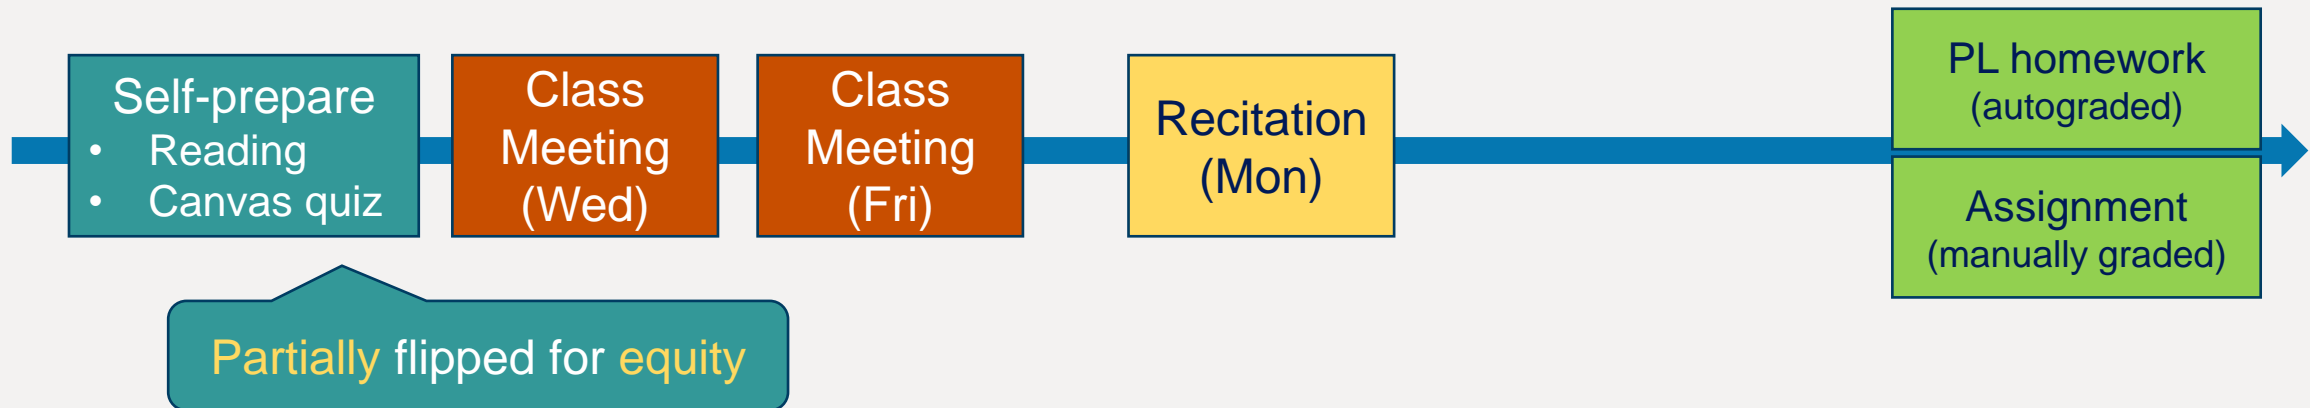 Self-prepare
• Reading
• Canvas quiz
Class
Meeting
(Wed)
Class
Meeting
(Fri)
Recitation
(Mon)
PL homework
(autograded)
Assignment
(manually graded)
Partially flipped for equity